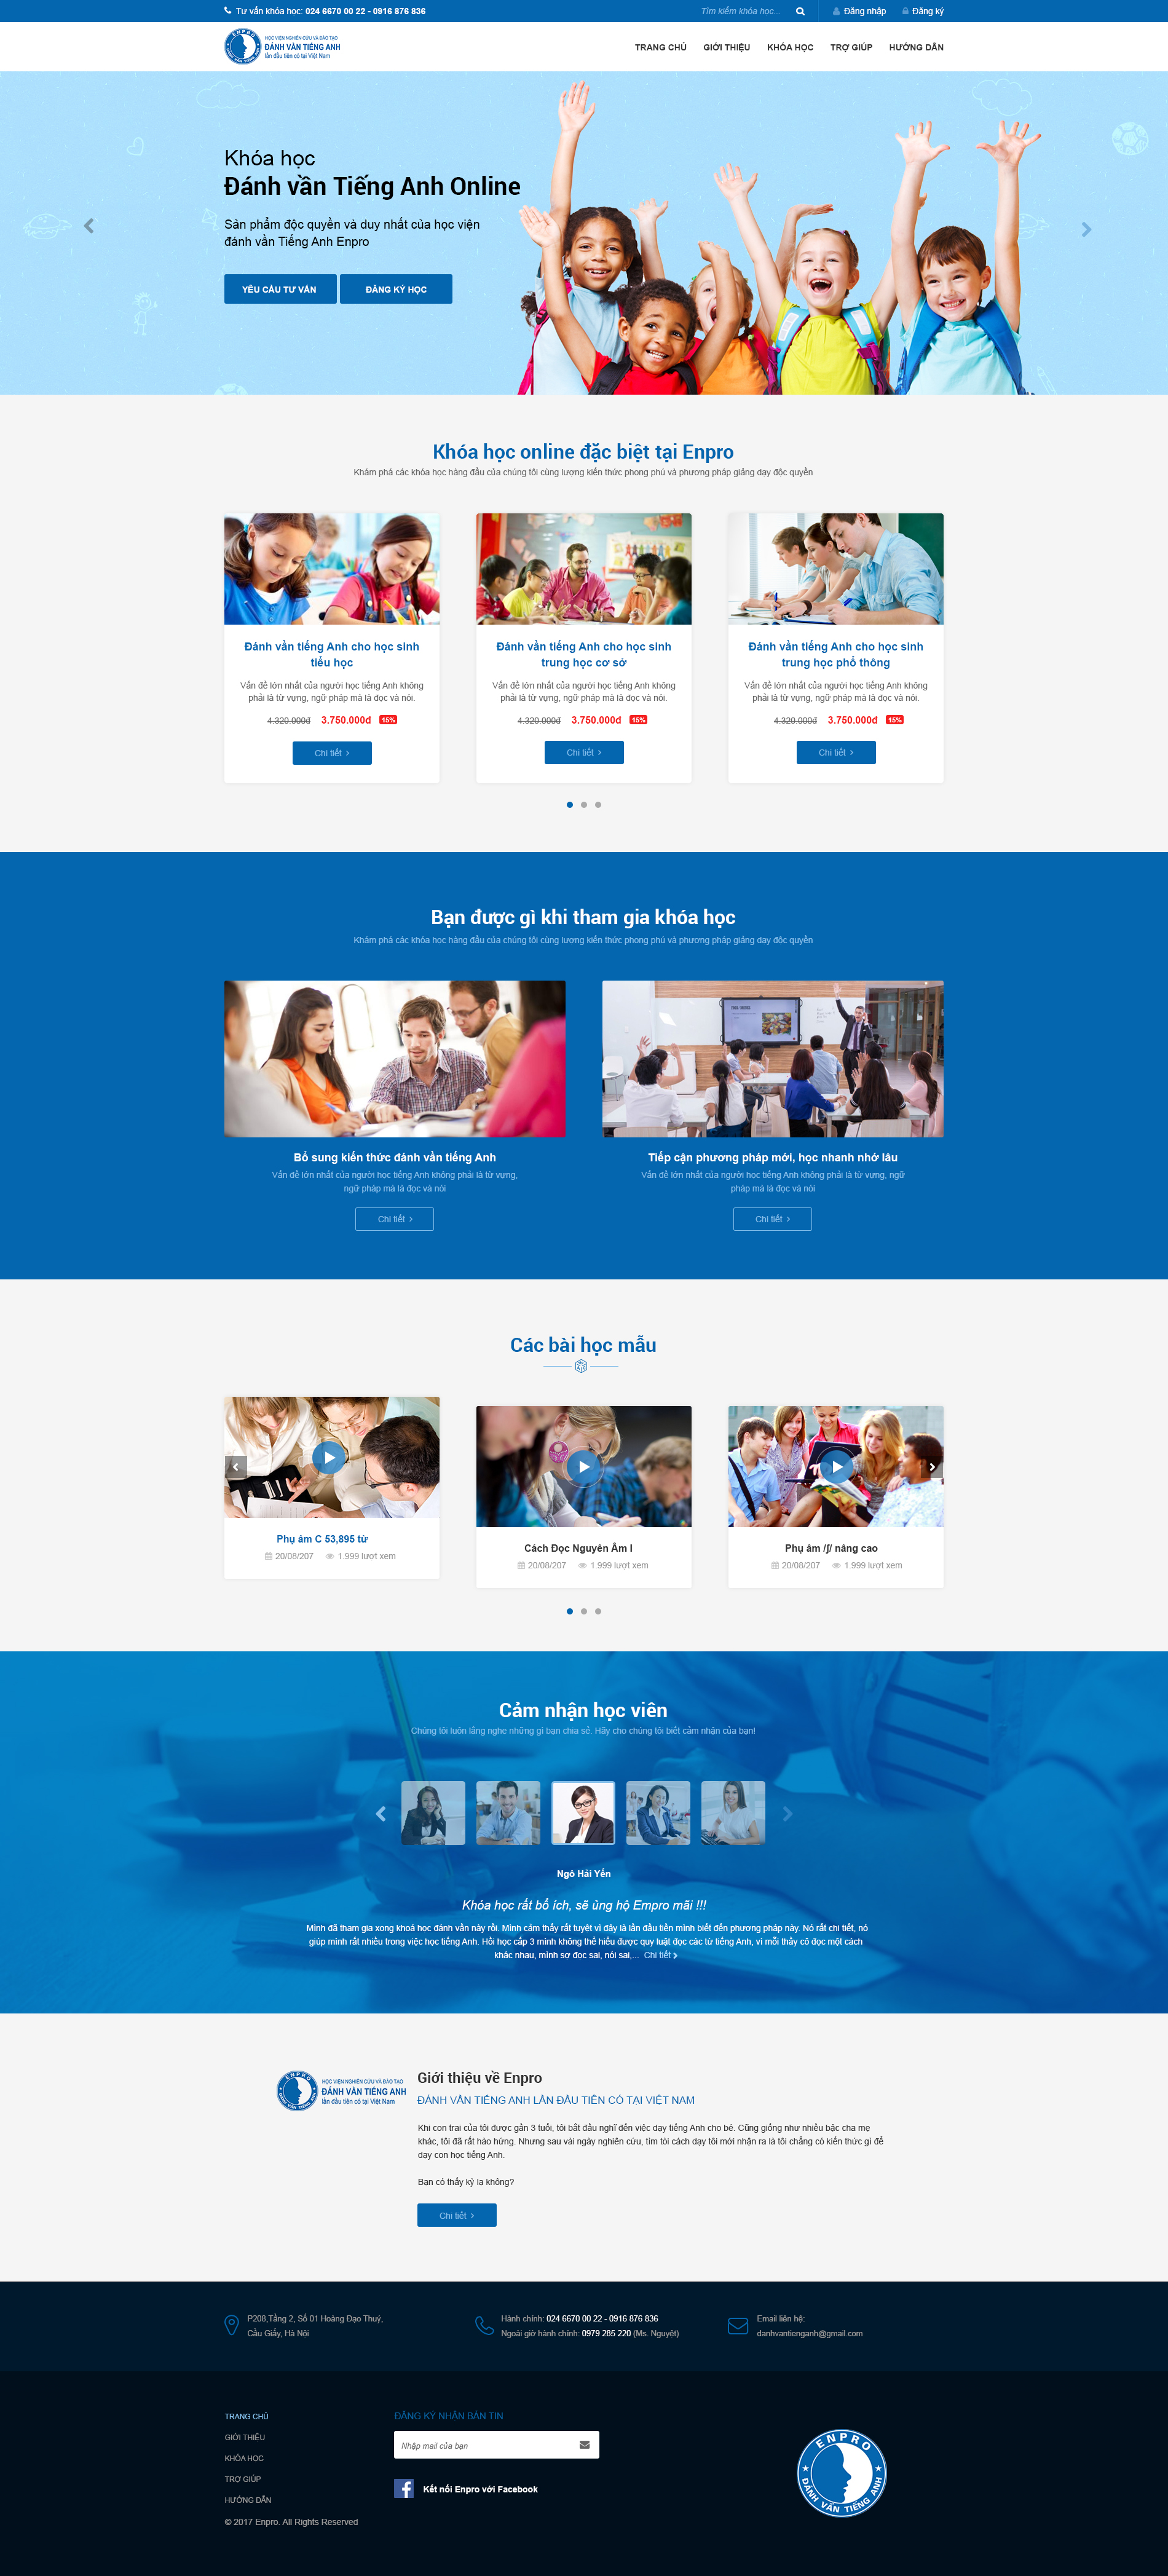 Tư vấn khóa học: 024 6670 00 22 - 0916 876 836
Tìm kiếm khóa học...
Đăng nhập
Đăng ký
ENPRO
ĐÁNH VẦN TIẾNG ANH
HỌC VIỆN NGHIÊN CỨU VÀ ĐÀO TẠO
ĐÁNH VẦN TIẾNG ANH
lần đầu tiên có tại Việt Nam
TRANG CHỦ
GIỚI THIỆU
KHÓA HỌC
TRỢ GIÚP
HƯỚNG DẪN
Khóa học
Đánh vần Tiếng Anh Online
Sản phẩm độc quyền và duy nhất của học viện
đánh vần Tiếng Anh Enpro
YÊU CẦU TƯ VẤN
ĐĂNG KÝ HỌC
Khóa học online đặc biệt tại Enpro
Khám phá các khóa học hàng đầu của chúng tôi cùng lượng kiến thức phong phú và phương pháp giảng dạy độc quyền
Đánh vần tiếng Anh cho học sinh
tiểu học
Vấn đề lớn nhất của người học tiếng Anh không
phải là từ vựng, ngữ pháp mà là đọc và nói.
4.320.000đ 3.750.000đ 15%
Chi tiết
Đánh vần tiếng Anh cho học sinh
trung học cơ sở
Vấn đề lớn nhất của người học tiếng Anh không
phải là từ vựng, ngữ pháp mà là đọc và nói.
4.320.000đ 3.750.000đ 15%
Chi tiết
Đánh vần tiếng Anh cho học sinh
trung học phổ thông
Vấn đề lớn nhất của người học tiếng Anh không
phải là từ vựng, ngữ pháp mà là đọc và nói.
4.320.000đ 3.750.000đ 15%
Chi tiết
Bạn được gì khi tham gia khóa học
Khám phá các khóa học hàng đầu của chúng tôi cùng lượng kiến thức phong phú và phương pháp giảng dạy độc quyền
Bổ sung kiến thức đánh vần tiếng Anh
Vấn đề lớn nhất của người học tiếng Anh không phải là từ vựng,
ngữ pháp mà là đọc và nói
Chi tiết
Tiếp cận phương pháp mới, học nhanh nhớ lâu
Vấn đề lớn nhất của người học tiếng Anh không phải là từ vựng, ngữ
pháp mà là đọc và nói
Chi tiết
Các bài học mẫu
Phụ âm C 53,895 từ
20/08/207 1.999 lượt xem
Cách Đọc Nguyên Âm I
20/08/207 1.999 lượt xem
Phụ âm /ʃ/ nâng cao
20/08/207 1.999 lượt xem
Cảm nhận học viên
Chúng tôi luôn lắng nghe những gì bạn chia sẻ. Hãy cho chúng tôi biết cảm nhận của bạn!
Ngô Hải Yến
Khóa học rất bổ ích, sẽ ủng hộ Empro mãi !!!
Mình đã tham gia xong khoá học đánh vần này rồi. Mình cảm thấy rất tuyệt vì đây là lần đầu tiên mình biết đến phương pháp này. Nó rất chi tiết, nó
giúp mình rất nhiều trong việc học tiếng Anh. Hồi học cấp 3 mình không thể hiểu được quy luật đọc các từ tiếng Anh, vì mỗi thầy cô đọc một cách
khác nhau, mình sợ đọc sai, nói sai,... Chi tiết
ENPRO
ĐÁNH VẦN TIẾNG ANH
HỌC VIỆN NGHIÊN CỨU VÀ ĐÀO TẠO
ĐÁNH VẦN TIẾNG ANH
lần đầu tiên có tại Việt Nam
Giới thiệu về Enpro
ĐÁNH VẦN TIẾNG ANH LẦN ĐẦU TIÊN CÓ TẠI VIỆT NAM
Khi con trai của tôi được gần 3 tuổi, tôi bắt đầu nghĩ đến việc dạy tiếng Anh cho bé. Cũng giống như nhiều bậc cha mẹ
khác, tôi đã rất hào hứng. Nhưng sau vài ngày nghiên cứu, tìm tòi cách dạy tôi mới nhận ra là tôi chẳng có kiến thức gì để
dạy con học tiếng Anh.
Bạn có thấy kỳ lạ không?
Chi tiết
P208,Tầng 2, Số 01 Hoàng Đạo Thuý,
Cầu Giấy, Hà Nội
Hành chính: 024 6670 00 22 - 0916 876 836
Ngoài giờ hành chính: 0979 285 220 (Ms. Nguyệt)
Email liên hệ:
danhvantienganh@gmail.com
TRANG CHỦ
GIỚI THIỆU
KHÓA HỌC
TRỢ GIÚP
HƯỚNG DẪN
© 2017 Enpro. All Rights Reserved
ĐĂNG KÝ NHẬN BẢN TIN
Nhập mail của bạn
Kết nối Enpro với Facebook
ENPRO
ĐÁNH VẦN TIẾNG ANH